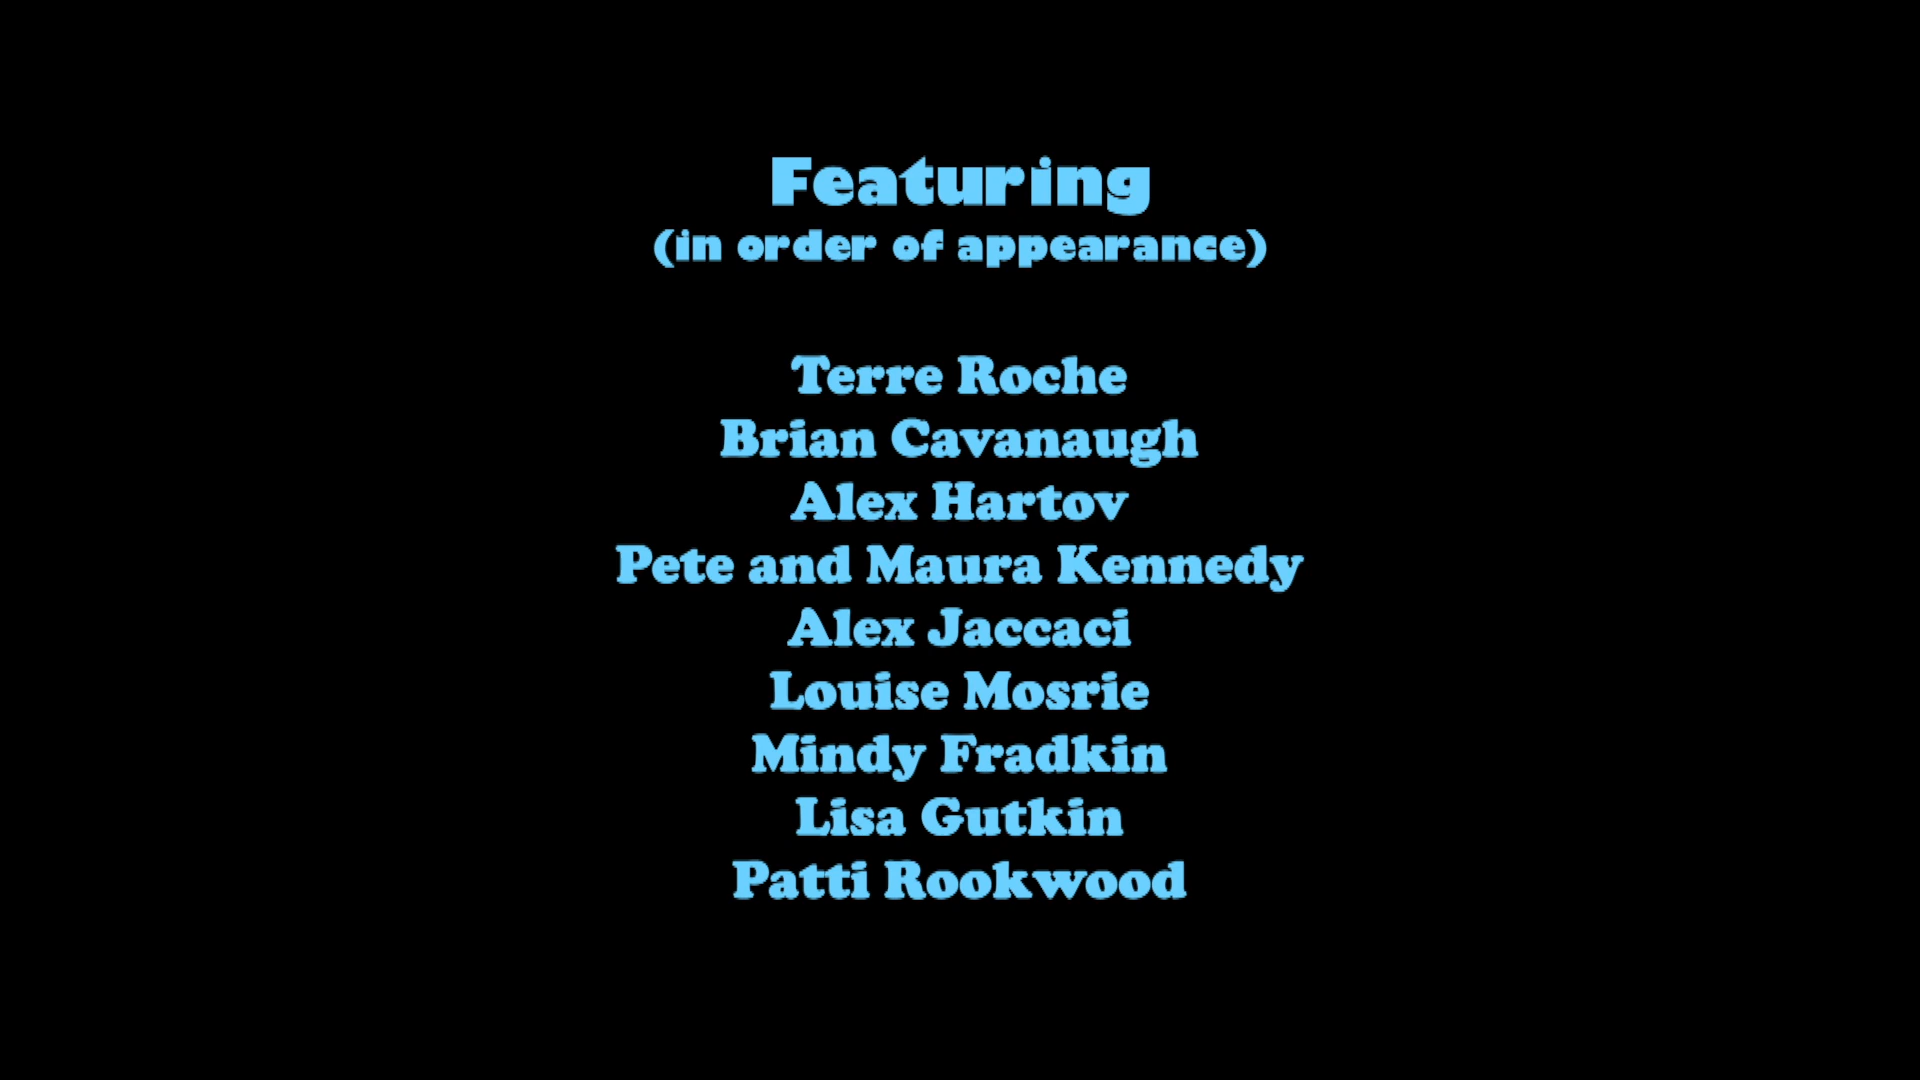 Featuring
(in order of appearance)
Terre Roche
Brian Cavanaugh
Alex Hartov
Pete and Maura Kennedy
Alex Jaccaci
Louise Mosrie
Mindy Fradkin
Lisa Gutkin
Patti Rookwood